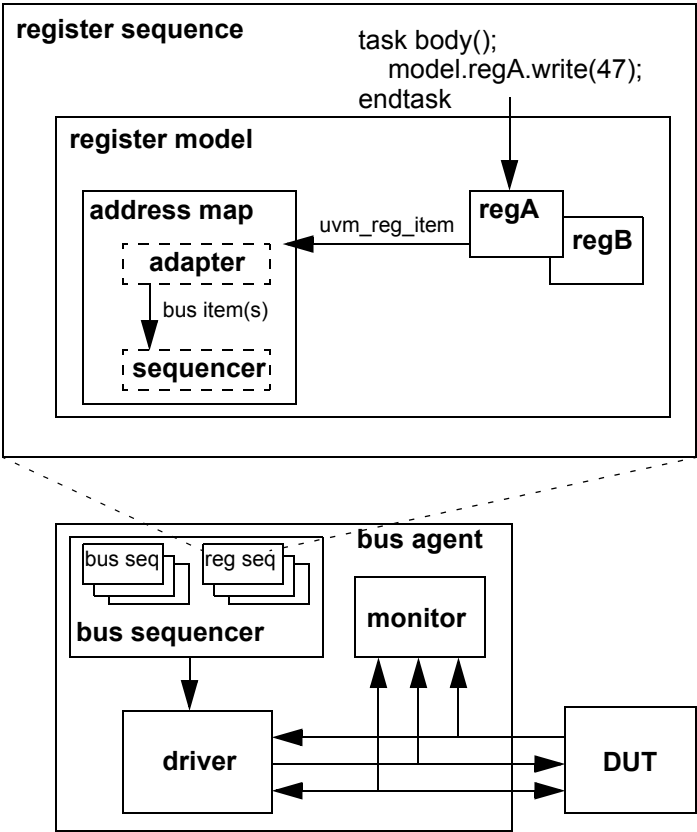 register sequence
task body();
model.regA.write(47);
endtask
register model
address map
adapter
bus item(s)
sequencer
uvm_reg_item
regA
regB
bus agent
bus seq
reg seq
bus sequencer
monitor
driver
DUT